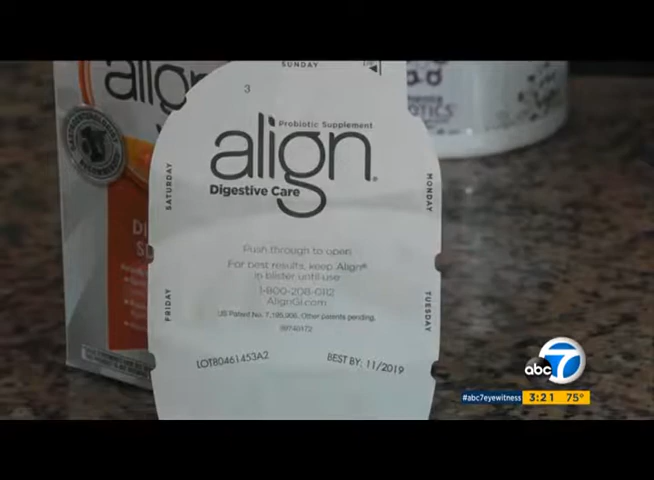 SUNDAY
3
align
Probiotic Supplement
align
Digestive Care
SATURDAY
MONDAY
Push through to open
For best results, keep Align®
in blister until use
1-800-208-0112
AlignGI.com
US Patent No. 7,195,906. Other patents pending.
FRIDAY
TUESDAY
LOT80461453A2
BEST BY: 11/2019
abc 7
#abc7eyewitness
3:21 75°